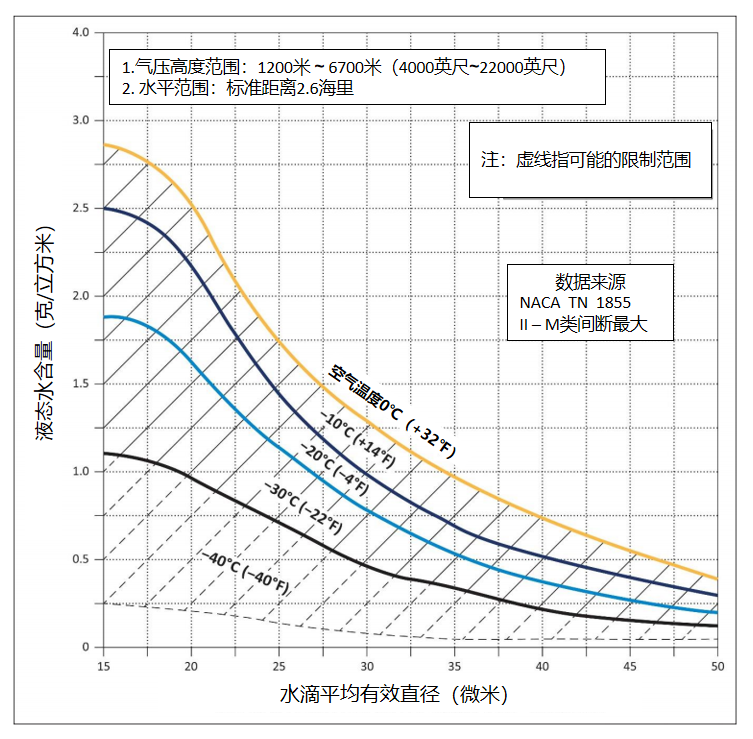 4.0
1.气压高度范围：1200米 ~ 6700米（4000英尺~22000英尺）
2. 水平范围：标准距离2.6海里
3.0
注：虚线指可能的限制范围
2.5
数据来源
NACA TN 1855
II – M类间断最大
2.0
液态水含量（克/立方米）
1.5
空气温度0℃（+32°F）
–10°C (+14°F)
–20°C (–4°F)
1.0
–30°C (–22°F)
0.5
–40°C (–40°F)
0
15 20 25 30 35 40 45 50
水滴平均有效直径（微米）